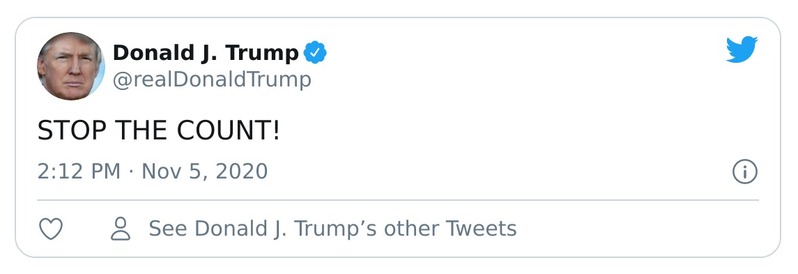 Donald J. Trump
@realDonaldTrump
STOP THE COUNT!
2:12 PM · Nov 5, 2020
See Donald J. Trump’s other Tweets